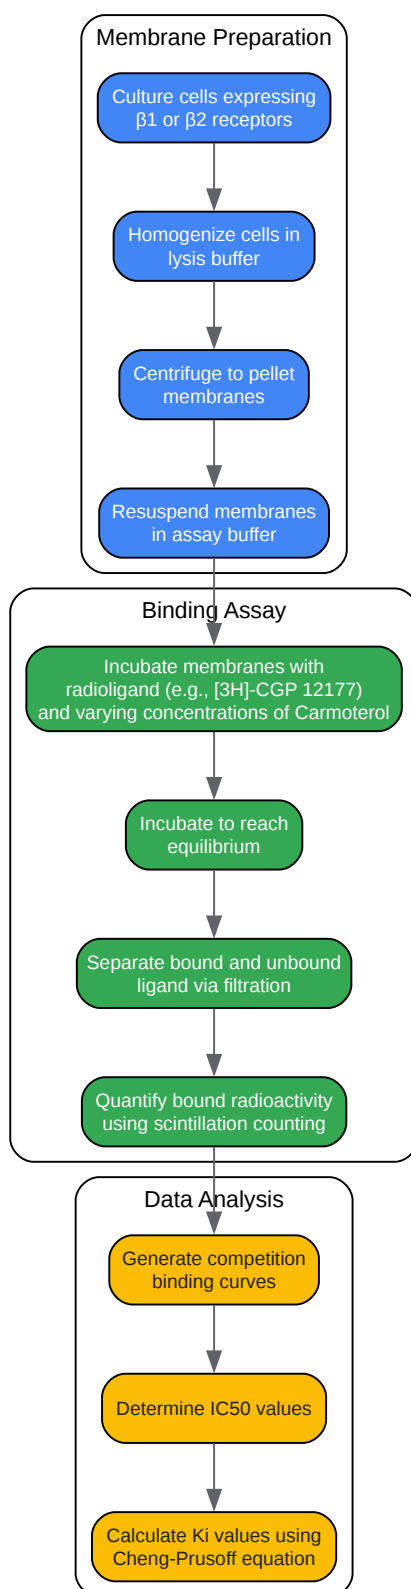 Membrane Preparation
Culture cells expressing
β1 or β2 receptors
Homogenize cells in
lysis buffer
Centrifuge to pellet
membranes
Resuspend membranes
in assay buffer
Binding Assay
Incubate membranes with
radioligand (e.g., [3H]-CGP 12177)
and varying concentrations of Carmoterol
Incubate to reach
equilibrium
Separate bound and unbound
ligand via filtration
Quantify bound radioactivity
using scintillation counting
Data Analysis
Generate competition
binding curves
Determine IC50 values
Calculate Ki values using
Cheng-Prusoff equation